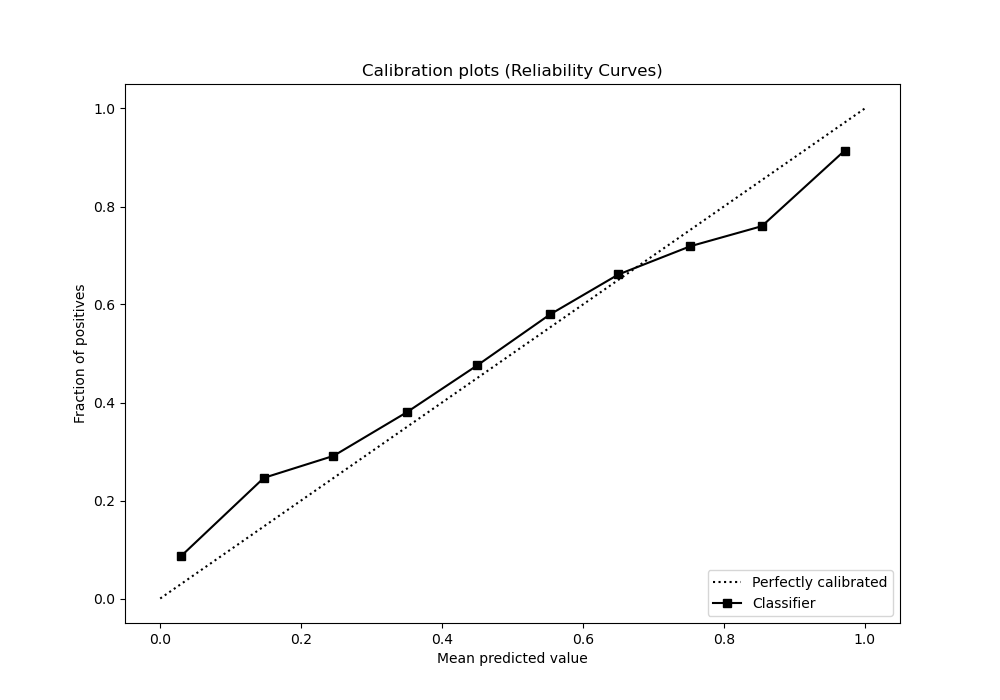 Calibration plots (Reliability Curves)
1.0
0.8
0.6
0.4
0.2
0.0
Fraction of positives
0.0 0.2 0.4 0.6 0.8 1.0
Mean predicted value
Perfectly calibrated
Classifier